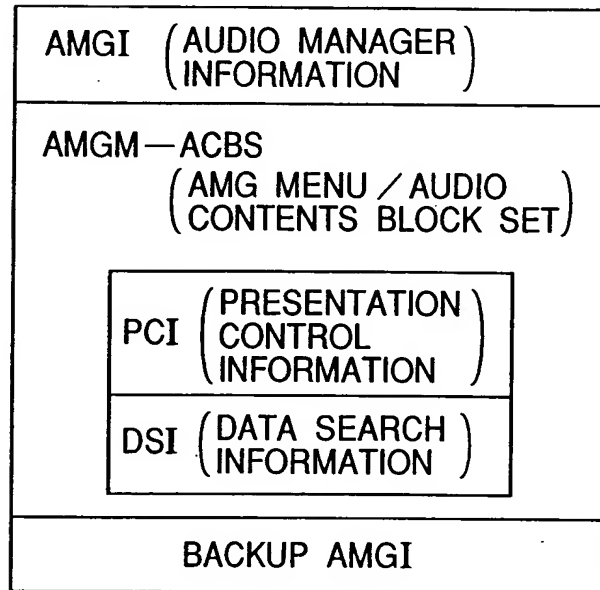 AMGI (AUDIO MANAGER
INFORMATION)
AMGM—ACBS
(AMG MENU / AUDIO
CONTENTS BLOCK SET)
PCI (PRESENTATION
CONTROL
INFORMATION)
DSI (DATA SEARCH
INFORMATION)
BACKUP AMGI